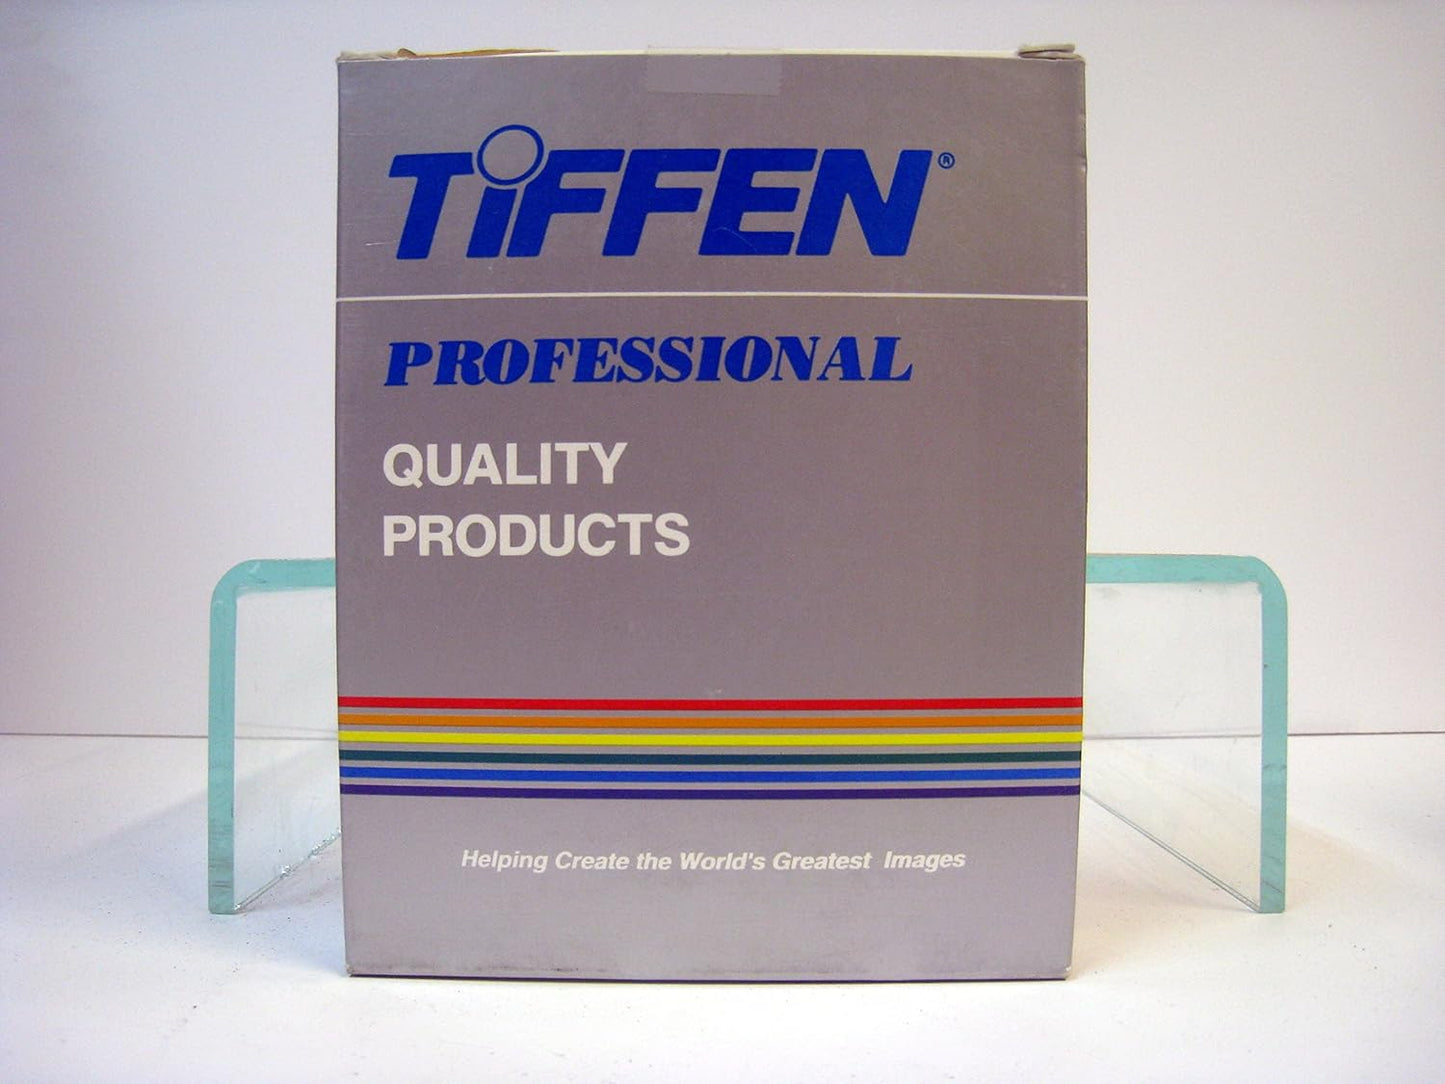 TIFFEN®
PROFESSIONAL
QUALITY
PRODUCTS
Helping Create the World's Greatest Images